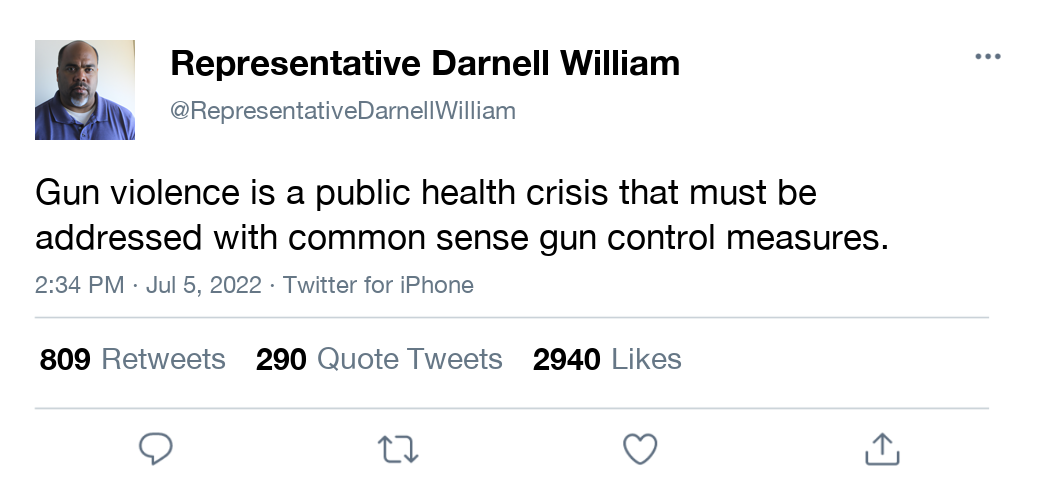 Representative Darnell William
@RepresentativeDarnellWilliam
Gun violence is a public health crisis that must be
addressed with common sense gun control measures.
2:34 PM · Jul 5, 2022 · Twitter for iPhone
809 Retweets 290 Quote Tweets 2940 Likes